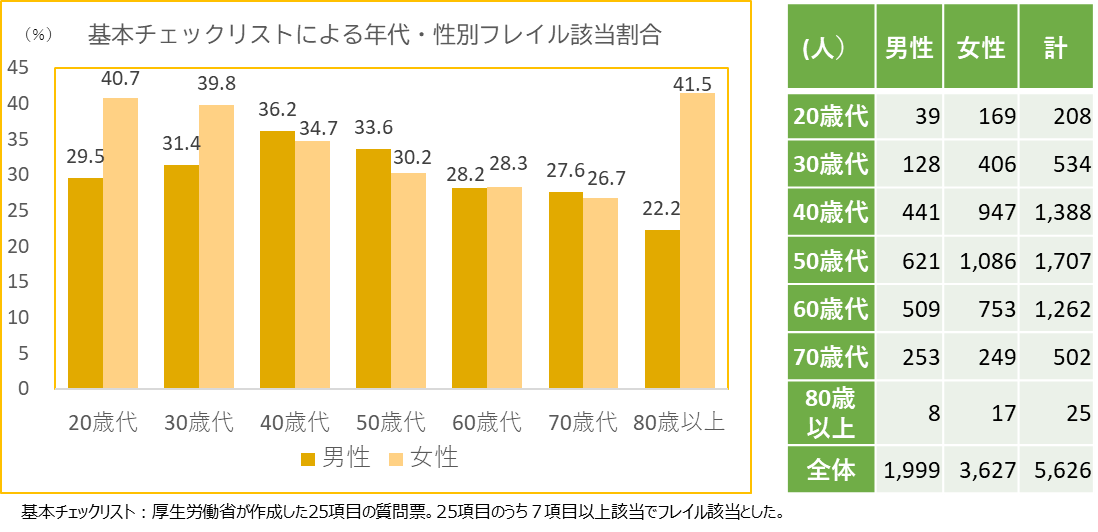 (%)
基本チェックリストによる年代・性別フレイル該当割合
45
40
35
30
25
20
15
10
5
0
29.5
40.7
31.4
39.8
36.2
34.7
33.6
30.2
28.2
28.3
27.6
26.7
22.2
41.5
20歳代 30歳代 40歳代 50歳代 60歳代 70歳代 80歳以上
男性 女性
(人) 男性 女性 計
20歳代 39 169 208
30歳代 128 406 534
40歳代 441 947 1,388
50歳代 621 1,086 1,707
60歳代 509 753 1,262
70歳代 253 249 502
80歳
以上 8 17 25
全体 1,999 3,627 5,626
基本チェックリスト：厚生労働省が作成した25項目の質問票。25項目のうち７項目以上該当でフレイル該当とした。